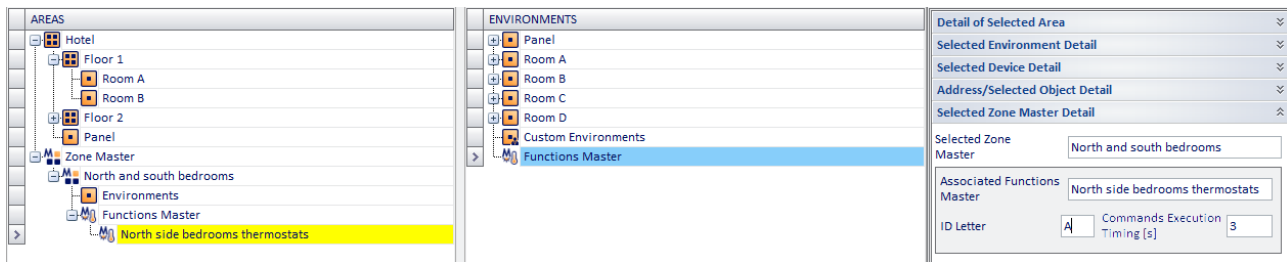 AREAS
Hotel
Floor 1
Room A
Room B
Floor 2
Panel
Zone Master
North and south bedrooms
Environments
Functions Master
North side bedrooms thermostats
ENVIRONMENTS
Panel
Room A
Room B
Room C
Room D
Custom Environments
Functions Master
Detail of Selected Area
Selected Environment Detail
Selected Device Detail
Address/Selected Object Detail
Selected Zone Master Detail
Selected Zone
Master
North and south bedrooms
Associated Functions
Master
North side bedrooms thermostats
ID Letter
A
Commands Execution
Timing [s]
3